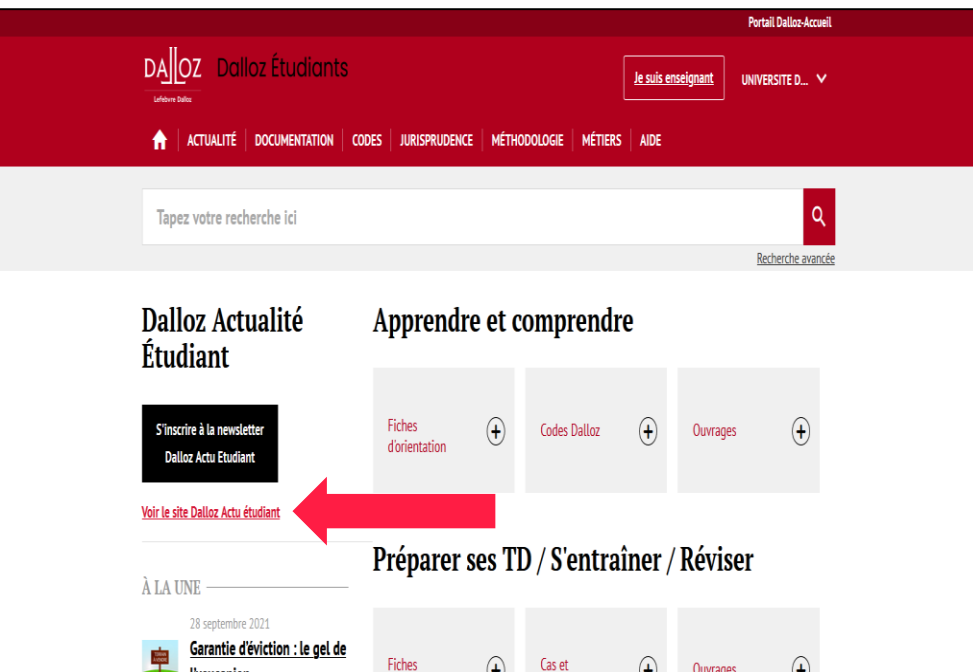 Portail Dalloz-Accueil
DALLOZ Dalloz Étudiants
Lefebvre Dalloz
Je suis enseignant
UNIVERSITE D...
ACTUALITÉ DOCUMENTATION CODES JURISPRUDENCE MÉTHODOLOGIE MÉTIERS AIDE
Tapez votre recherche ici
Recherche avancée
Dalloz Actualité
Étudiant
S'inscrire à la newsletter
Dalloz Actu Etudiant
Voir le site Dalloz Actu étudiant
À LA UNE
28 septembre 2021
Garantie d'éviction : le gel de
Apprendre et comprendre
Fiches
d'orientation
Codes Dalloz
Ouvrages
Préparer ses TD / S'entraîner / Réviser
Fiches
Cas et
Ouvrages